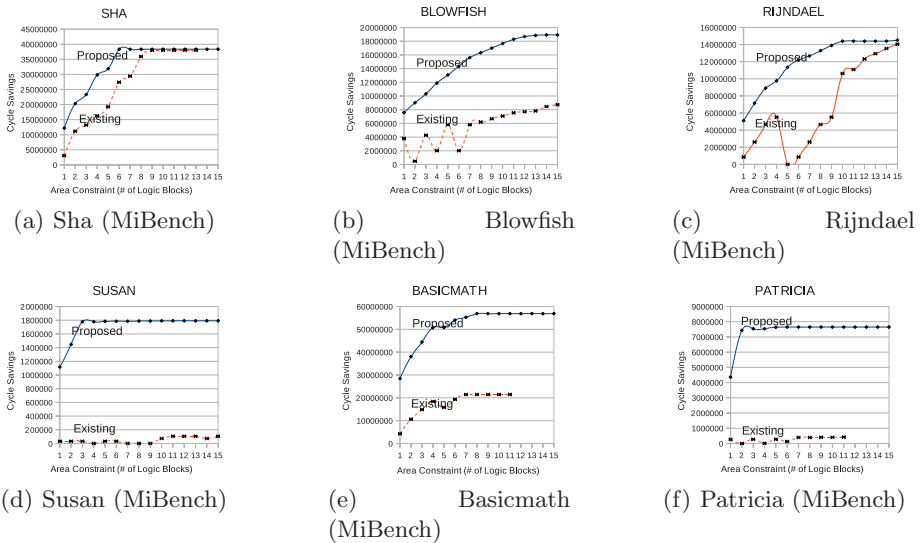 SHA
Cycle Savings
45000000
40000000
35000000
30000000
25000000
20000000
15000000
10000000
5000000
0
Proposed
Existing
1 2 3 4 5 6 7 8 9 10 11 12 13 14 15
Area Constraint (# of Logic Blocks)
(a) Sha (MiBench)
BLOWFISH
Cycle Savings
20000000
18000000
16000000
14000000
12000000
10000000
8000000
6000000
4000000
2000000
0
Proposed
Existing
1 2 3 4 5 6 7 8 9 10 11 12 13 14 15
Area Constraint (# of Logic Blocks)
(b) Blowfish
(MiBench)
RIJNDAEL
Cycle Savings
16000000
14000000
12000000
10000000
8000000
6000000
4000000
2000000
0
Proposed
Existing
1 2 3 4 5 6 7 8 9 10 11 12 13 14 15
Area Constraint (# of Logic Blocks)
(c) Rijndael
(MiBench)
SUSAN
Cycle Savings
2000000
1800000
1600000
1400000
1200000
1000000
800000
600000
400000
200000
0
Proposed
Existing
1 2 3 4 5 6 7 8 9 10 11 12 13 14 15
Area Constraint (# of Logic Blocks)
(d) Susan (MiBench)
BASICMATH
Cycle Savings
60000000
50000000
40000000
30000000
20000000
10000000
0
Proposed
Existing
1 2 3 4 5 6 7 8 9 10 11 12 13 14 15
Area Constraint (# of Logic Blocks)
(e) Basicmath
(MiBench)
PATRICIA
Cycle Savings
9000000
8000000
7000000
6000000
5000000
4000000
3000000
2000000
1000000
0
Proposed
Existing
1 2 3 4 5 6 7 8 9 10 11 12 13 14 15
Area Constraint (# of Logic Blocks)
(f) Patricia (MiBench)